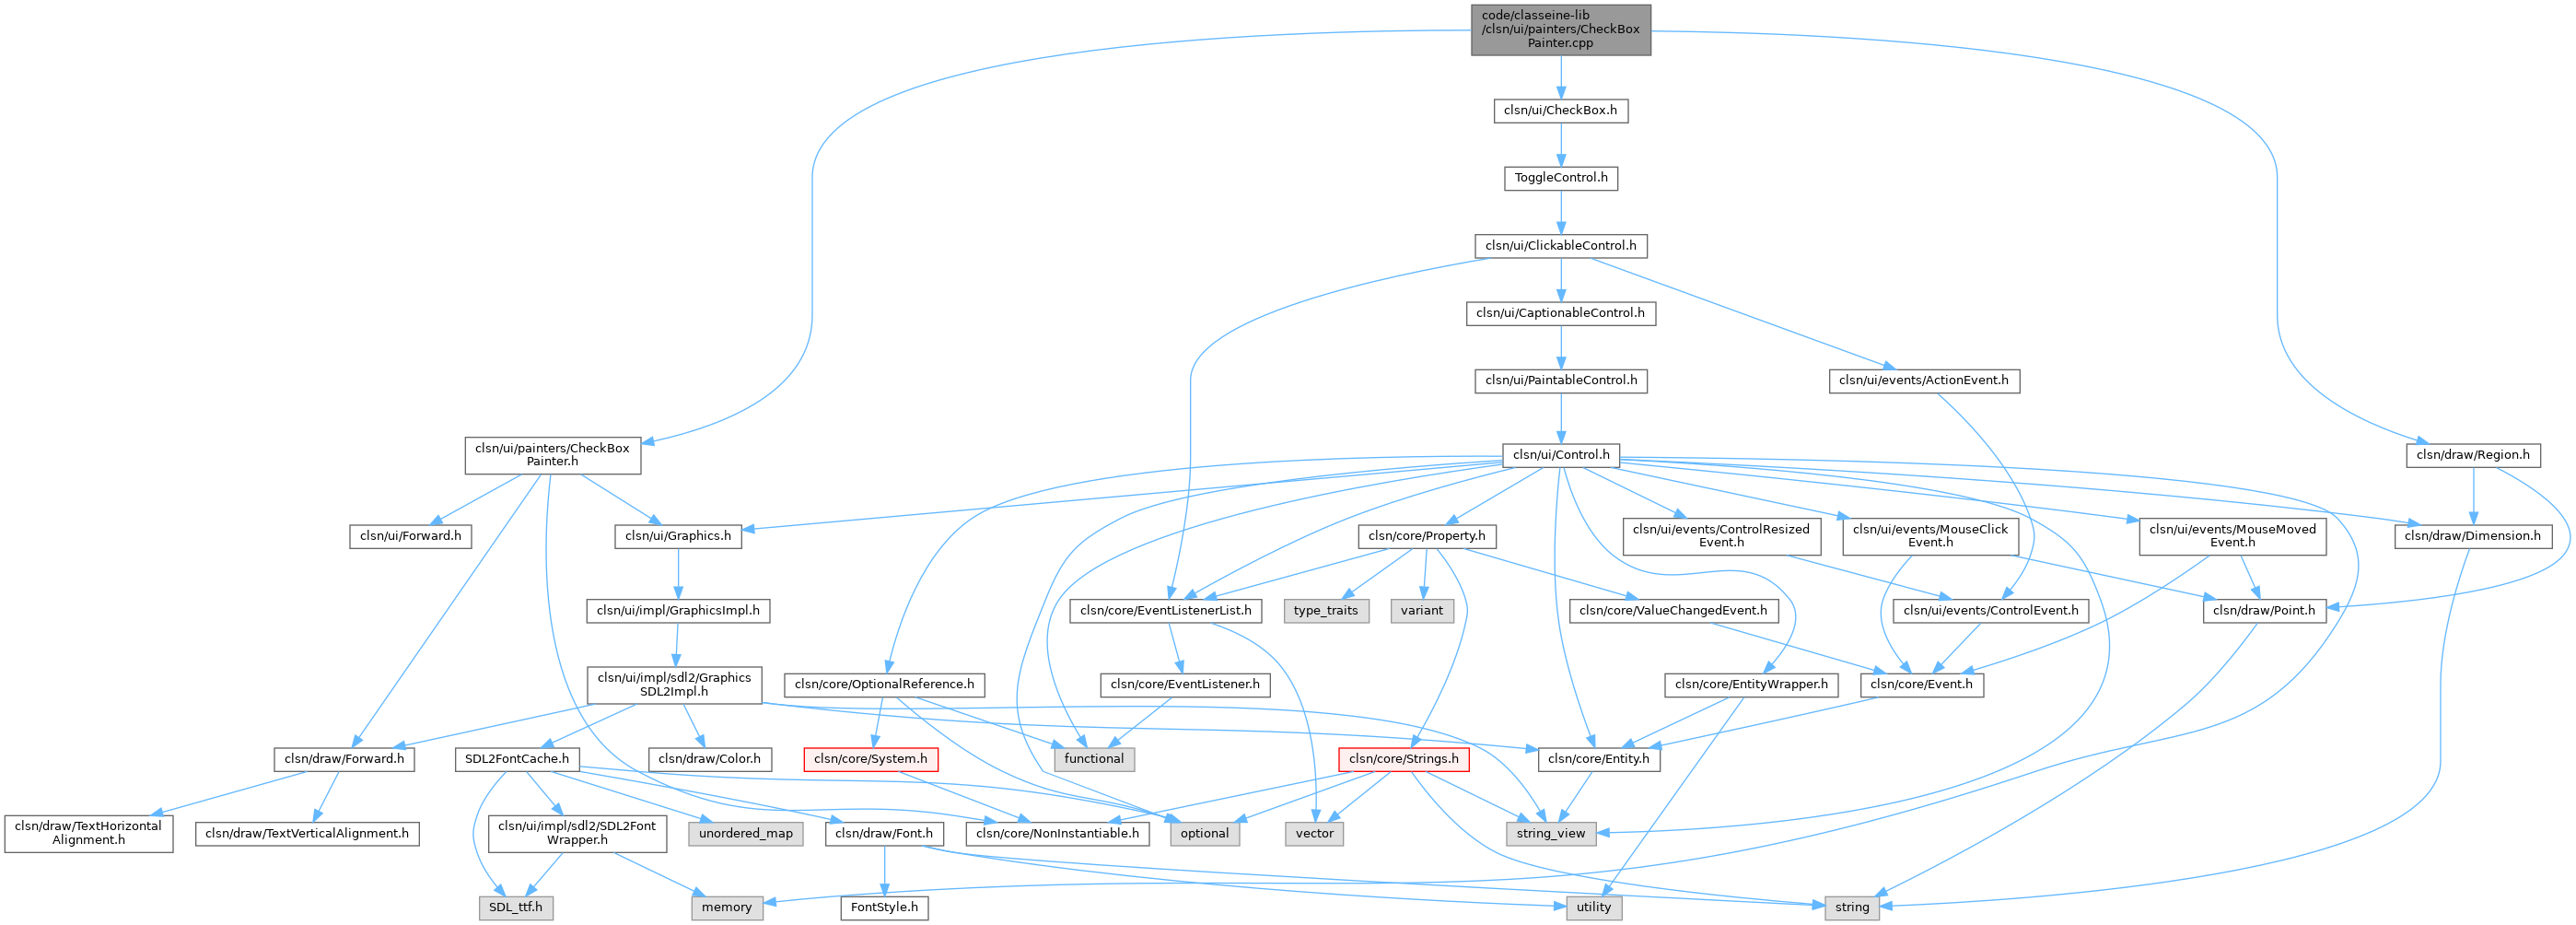 code/classeine-lib
/clsn/ui/painters/CheckBox
Painter.cpp
clsn/ui/CheckBox.h
ToggleControl.h
clsn/ui/ClickableControl.h
clsn/ui/CaptionableControl.h
clsn/ui/PaintableControl.h
clsn/ui/events/ActionEvent.h
clsn/ui/painters/CheckBox
Painter.h
clsn/ui/Control.h
clsn/draw/Region.h
clsn/ui/Forward.h
clsn/ui/Graphics.h
clsn/core/Property.h
clsn/ui/events/ControlResized
Event.h
clsn/ui/events/MouseClick
Event.h
clsn/ui/events/MouseMoved
Event.h
clsn/draw/Dimension.h
clsn/ui/impl/GraphicsImpl.h
clsn/core/EventListenerList.h
type_traits
variant
clsn/core/ValueChangedEvent.h
clsn/ui/events/ControlEvent.h
clsn/draw/Point.h
clsn/ui/impl/sdl2/Graphics
SDL2Impl.h
clsn/core/OptionalReference.h
clsn/core/EventListener.h
clsn/core/EntityWrapper.h
clsn/core/Event.h
clsn/draw/Forward.h
SDL2FontCache.h
clsn/draw/Color.h
clsn/core/System.h
functional
clsn/core/Strings.h
clsn/core/Entity.h
clsn/draw/TextHorizontal
Alignment.h
clsn/draw/TextVerticalAlignment.h
clsn/ui/impl/sdl2/SDL2Font
Wrapper.h
unordered_map
clsn/draw/Font.h
clsn/core/NonInstantiable.h
optional
vector
string_view
SDL_ttf.h
memory
FontStyle.h
utility
string